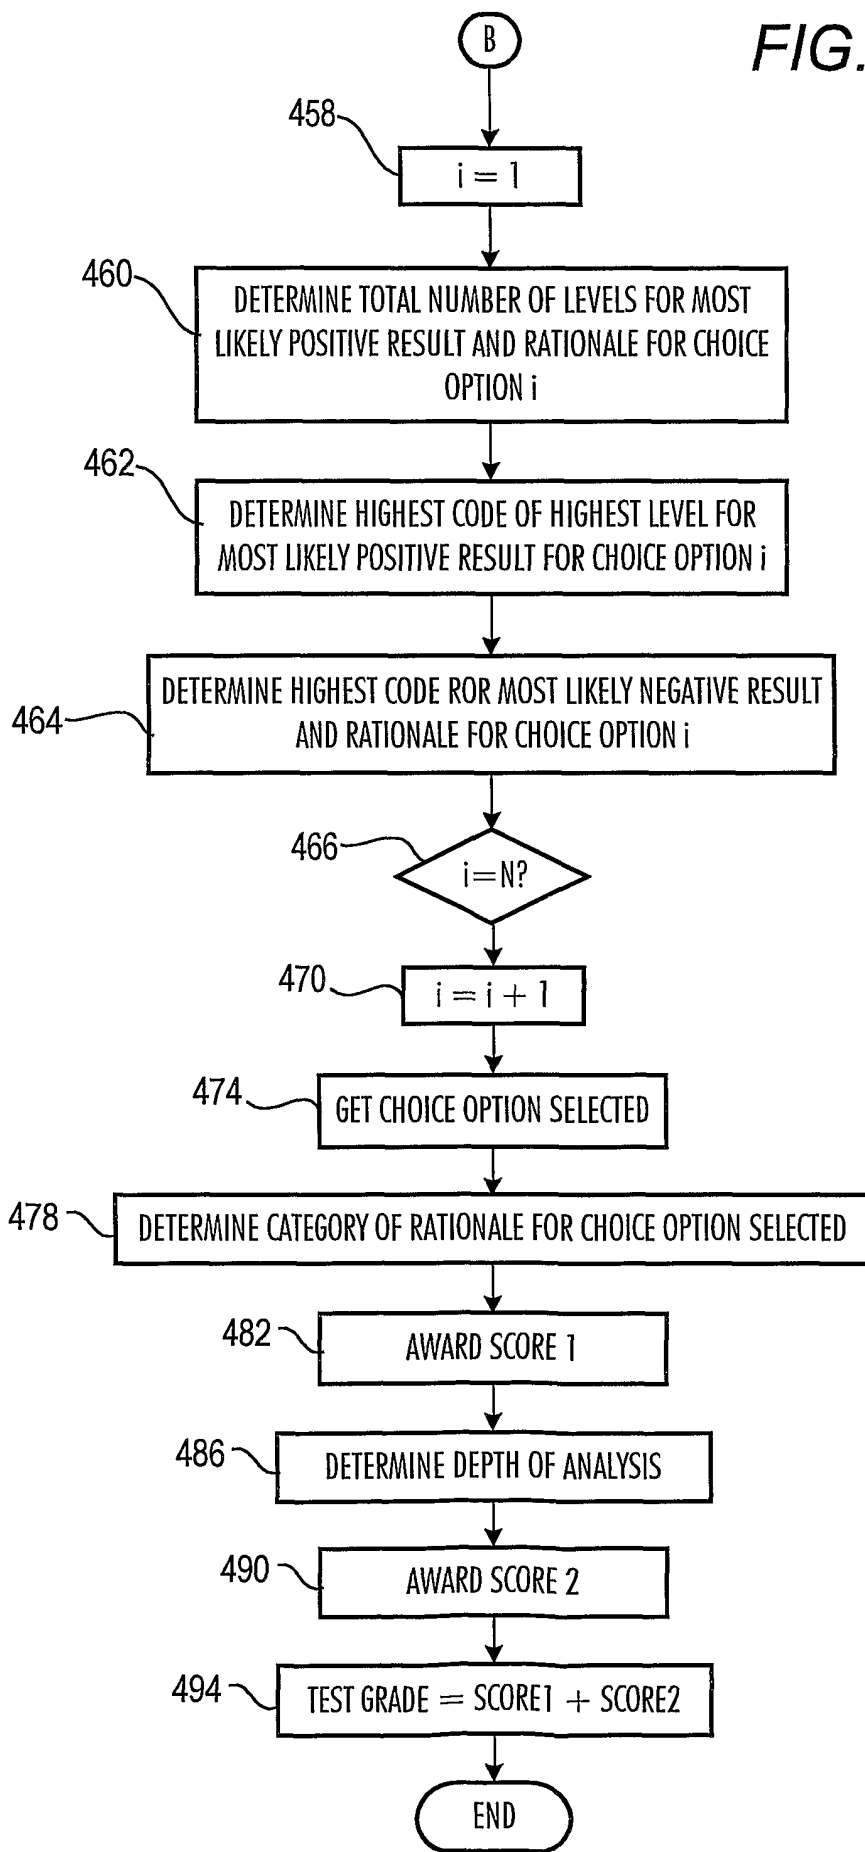 B
FIG.
458
i = 1
460
DETERMINE TOTAL NUMBER OF LEVELS FOR MOST
LIKELY POSITIVE RESULT AND RATIONALE FOR CHOICE
OPTION i
462
DETERMINE HIGHEST CODE OF HIGHEST LEVEL FOR
MOST LIKELY POSITIVE RESULT FOR CHOICE OPTION i
464
DETERMINE HIGHEST CODE ROR MOST LIKELY NEGATIVE RESULT
AND RATIONALE FOR CHOICE OPTION i
466
i=N?
470
i = i + 1
474
GET CHOICE OPTION SELECTED
478
DETERMINE CATEGORY OF RATIONALE FOR CHOICE OPTION SELECTED
482
AWARD SCORE 1
486
DETERMINE DEPTH OF ANALYSIS
490
AWARD SCORE 2
494
TEST GRADE = SCORE1 + SCORE2
END